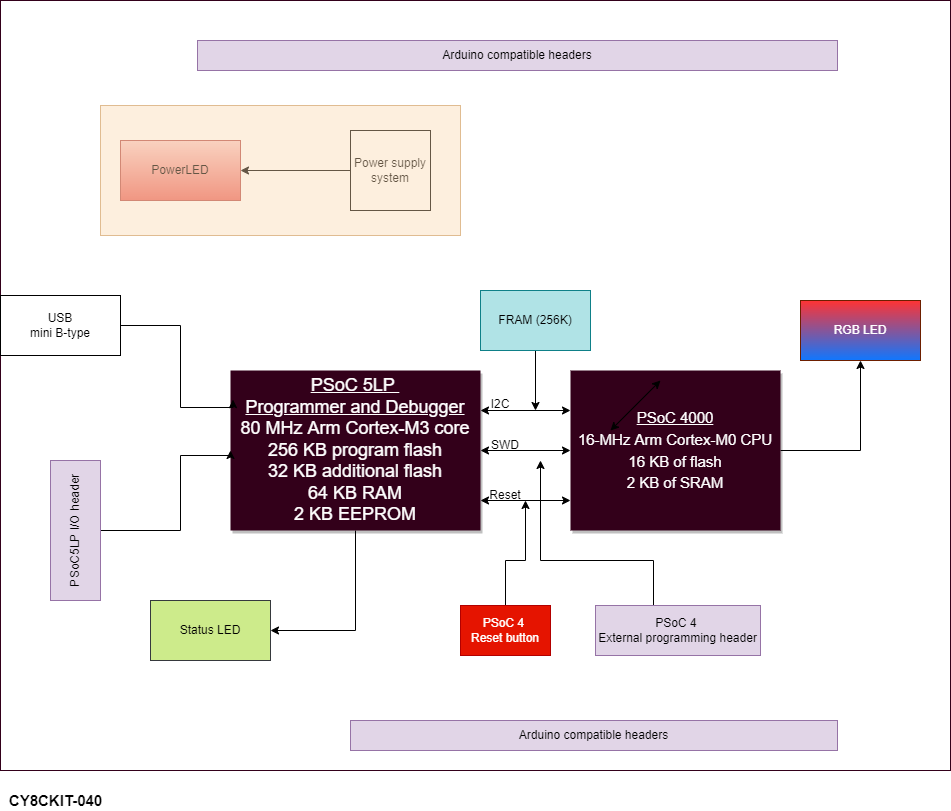 Arduino compatible headers
PowerLED
Power supply
system
USB
mini B-type
FRAM (256K)
RGB LED
PSoC 5LP
Programmer and Debugger
80 MHz Arm Cortex-M3 core
256 KB program flash
32 KB additional flash
64 KB RAM
2 KB EEPROM
I2C
SWD
Reset
PSoC 4000
16-MHz Arm Cortex-M0 CPU
16 KB of flash
2 KB of SRAM
PSoC5LP I/O header
Status LED
PSoC 4
Reset button
PSoC 4
External programming header
Arduino compatible headers
CY8CKIT-040